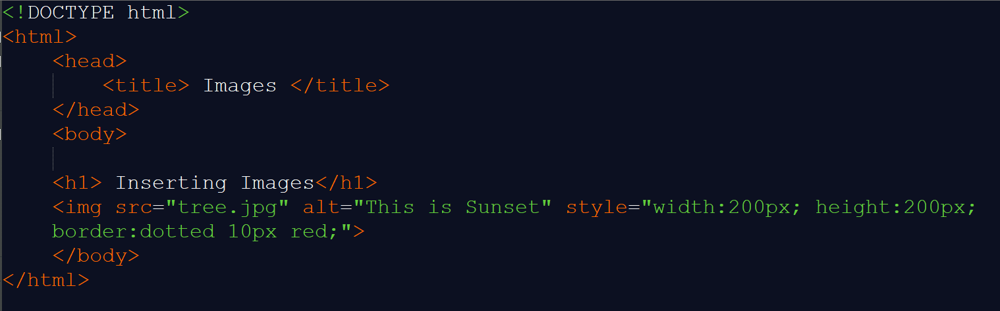 <!DOCTYPE html>
<html>
<head>
<title> Images </title>
</head>
<body>
<h1> Inserting Images</h1>
<img src="tree.jpg" alt="This is Sunset" style="width:200px; height:200px;
border:dotted 10px red;">
</body>
</html>